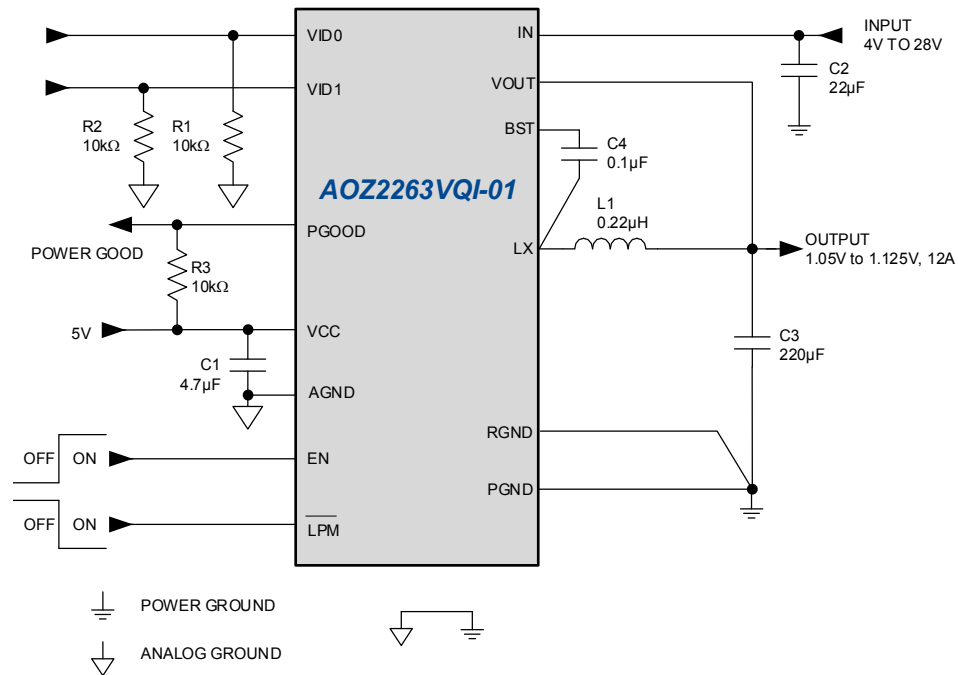 VID0
IN
INPUT
4V TO 28V
C2
22µF
VOUT
VID1
BST
R2
10kΩ
R1
10kΩ
C4
0.1µF
AOZ2263VQI-01
L1
0.22µH
PGOOD
LX
OUTPUT
1.05V to 1.125V, 12A
POWER GOOD
R3
10kΩ
5V
VCC
C3
220µF
C1
4.7µF
AGND
RGND
OFF
ON
EN
PGND
OFF
ON
LPM
POWER GROUND
ANALOG GROUND